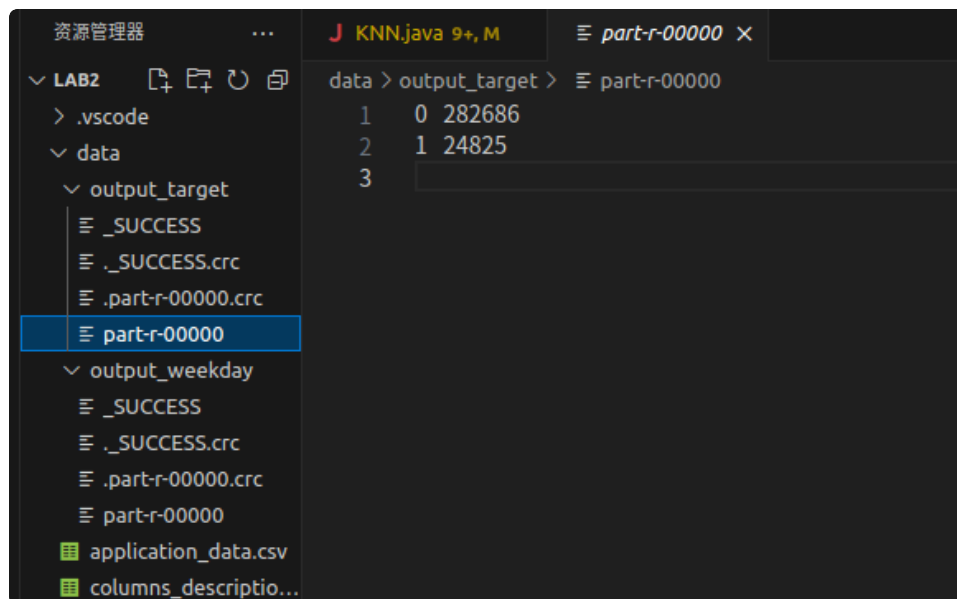 资源管理器 ...
LAB2
.vscode
data
output_target
_SUCCESS
._SUCCESS.crc
.part-r-00000.crc
part-r-00000
output_weekday
_SUCCESS
._SUCCESS.crc
.part-r-00000.crc
part-r-00000
application_data.csv
columns_descriptio...
J KNN.java 9+, M
part-r-00000
data > output_target > part-r-00000
1 0 282686
2 1 24825
3